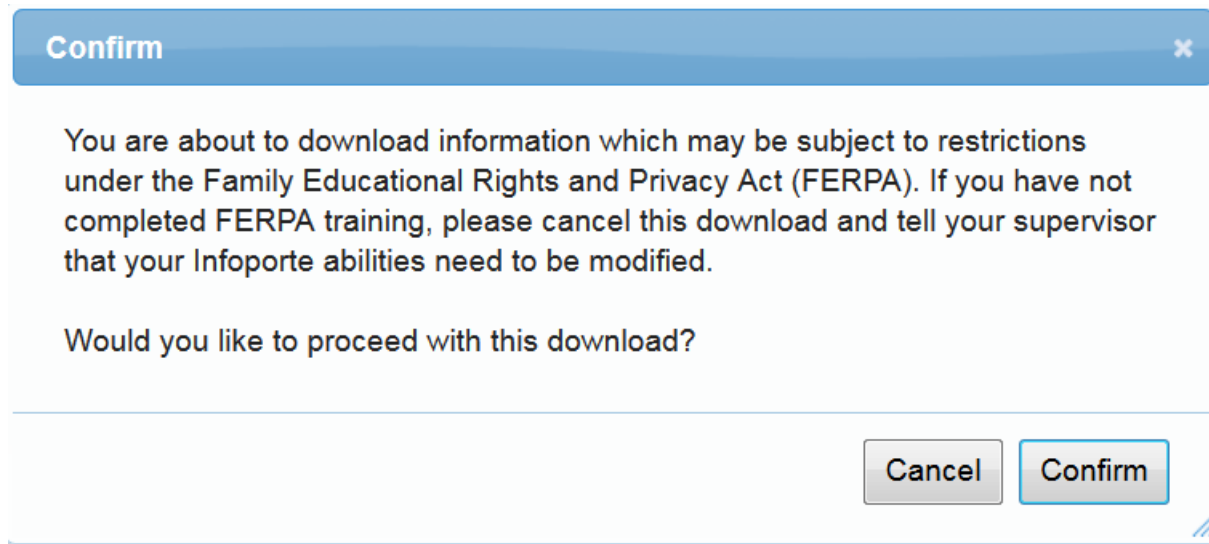 Confirm
You are about to download information which may be subject to restrictions
under the Family Educational Rights and Privacy Act (FERPA). If you have not
completed FERPA training, please cancel this download and tell your supervisor
that your Infoporte abilities need to be modified.
Would you like to proceed with this download?
Cancel Confirm